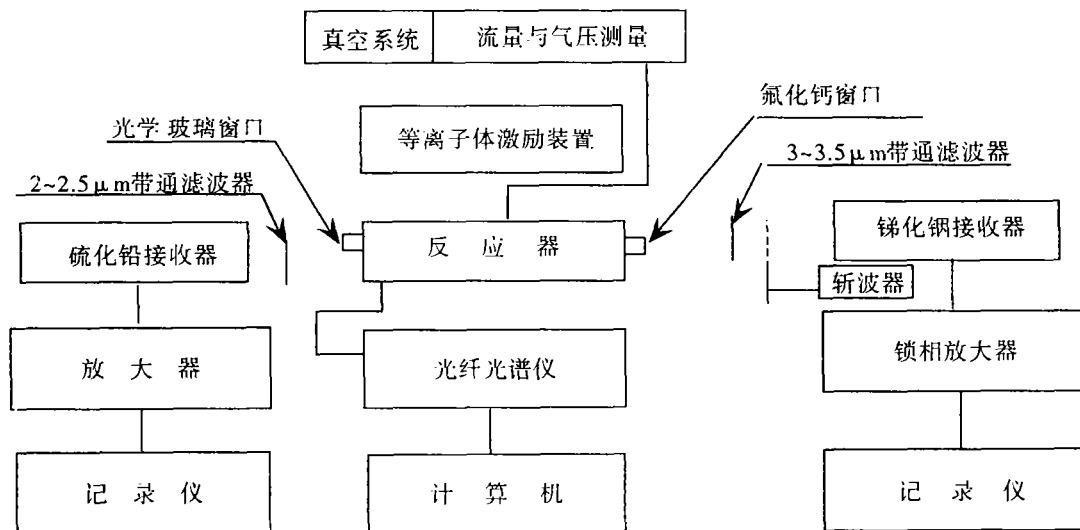 真空系统 流量与气压测量
氟化钙窗口
光学玻璃窗口
等离子体激励装置
3~3.5μm带通滤波器
2~2.5μm带通滤波器
硫化铅接收器
反 应 器
锑化铟接收器
斩波器
放 大 器
光纤光谱仪
锁相放大器
记 录 仪
计 算 机
记 录 仪